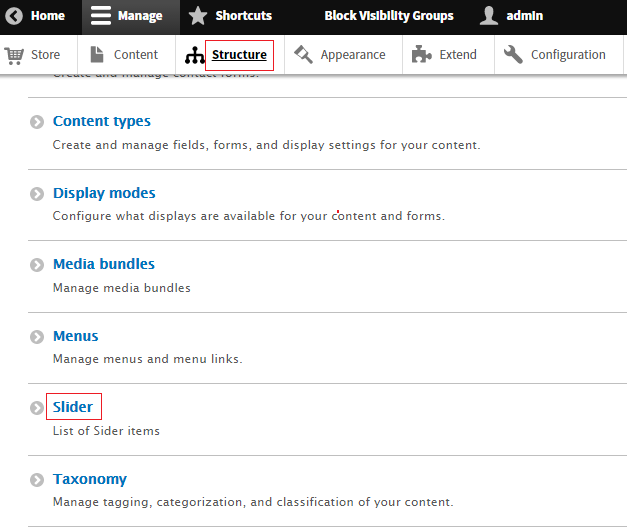 Home Manage Shortcuts Block Visibility Groups admin
Store Content Structure Appearance Extend Configuration
Create and manage contact forms.
Content types
Create and manage fields, forms, and display settings for your content.
Display modes
Configure what displays are available for your content and forms.
Media bundles
Manage media bundles
Menus
Manage menus and menu links.
Slider
List of Sider items
Taxonomy
Manage tagging, categorization, and classification of your content.